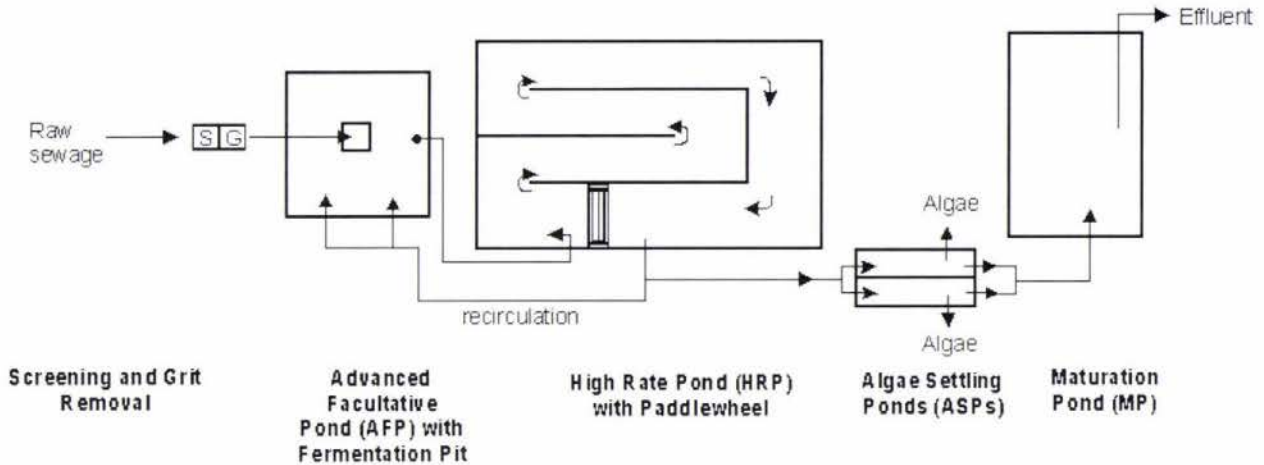 Effluent
Raw
sewage
S G
Algae
recirculation
Algae
Screening and Grit
Removal
Advanced
Facultative
Pond (AFP) with
Fermentation Pit
High Rate Pond (HRP)
with Paddlewheel
Algae Settling
Ponds (ASPs)
Maturation
Pond (MP)